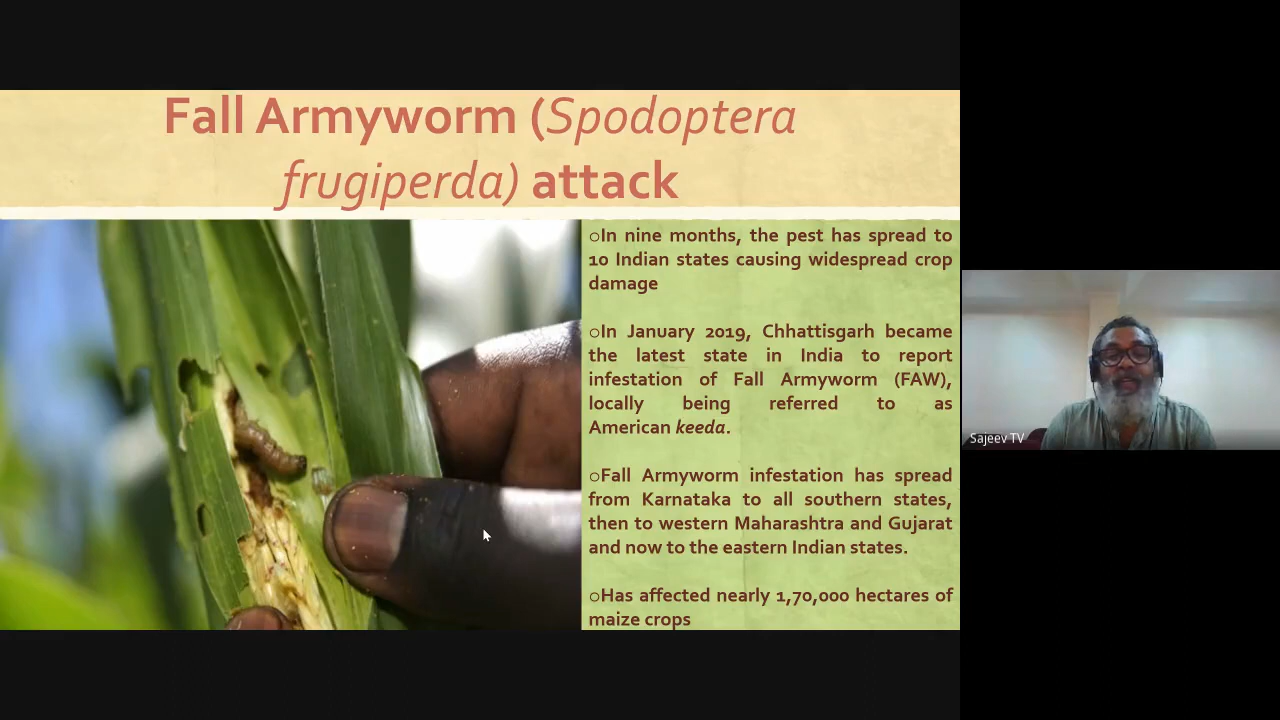 Fall Armyworm (Spodoptera
frugiperda) attack
○In nine months, the pest has spread to
10 Indian states causing widespread crop
damage
○In January 2019, Chhattisgarh became
the latest state in India to report
infestation of Fall Armyworm (FAW),
locally being referred to as
American keeda.
○Fall Armyworm infestation has spread
from Karnataka to all southern states,
then to western Maharashtra and Gujarat
and now to the eastern Indian states.
○Has affected nearly 1,70,000 hectares of
maize crops
Sajeev TV